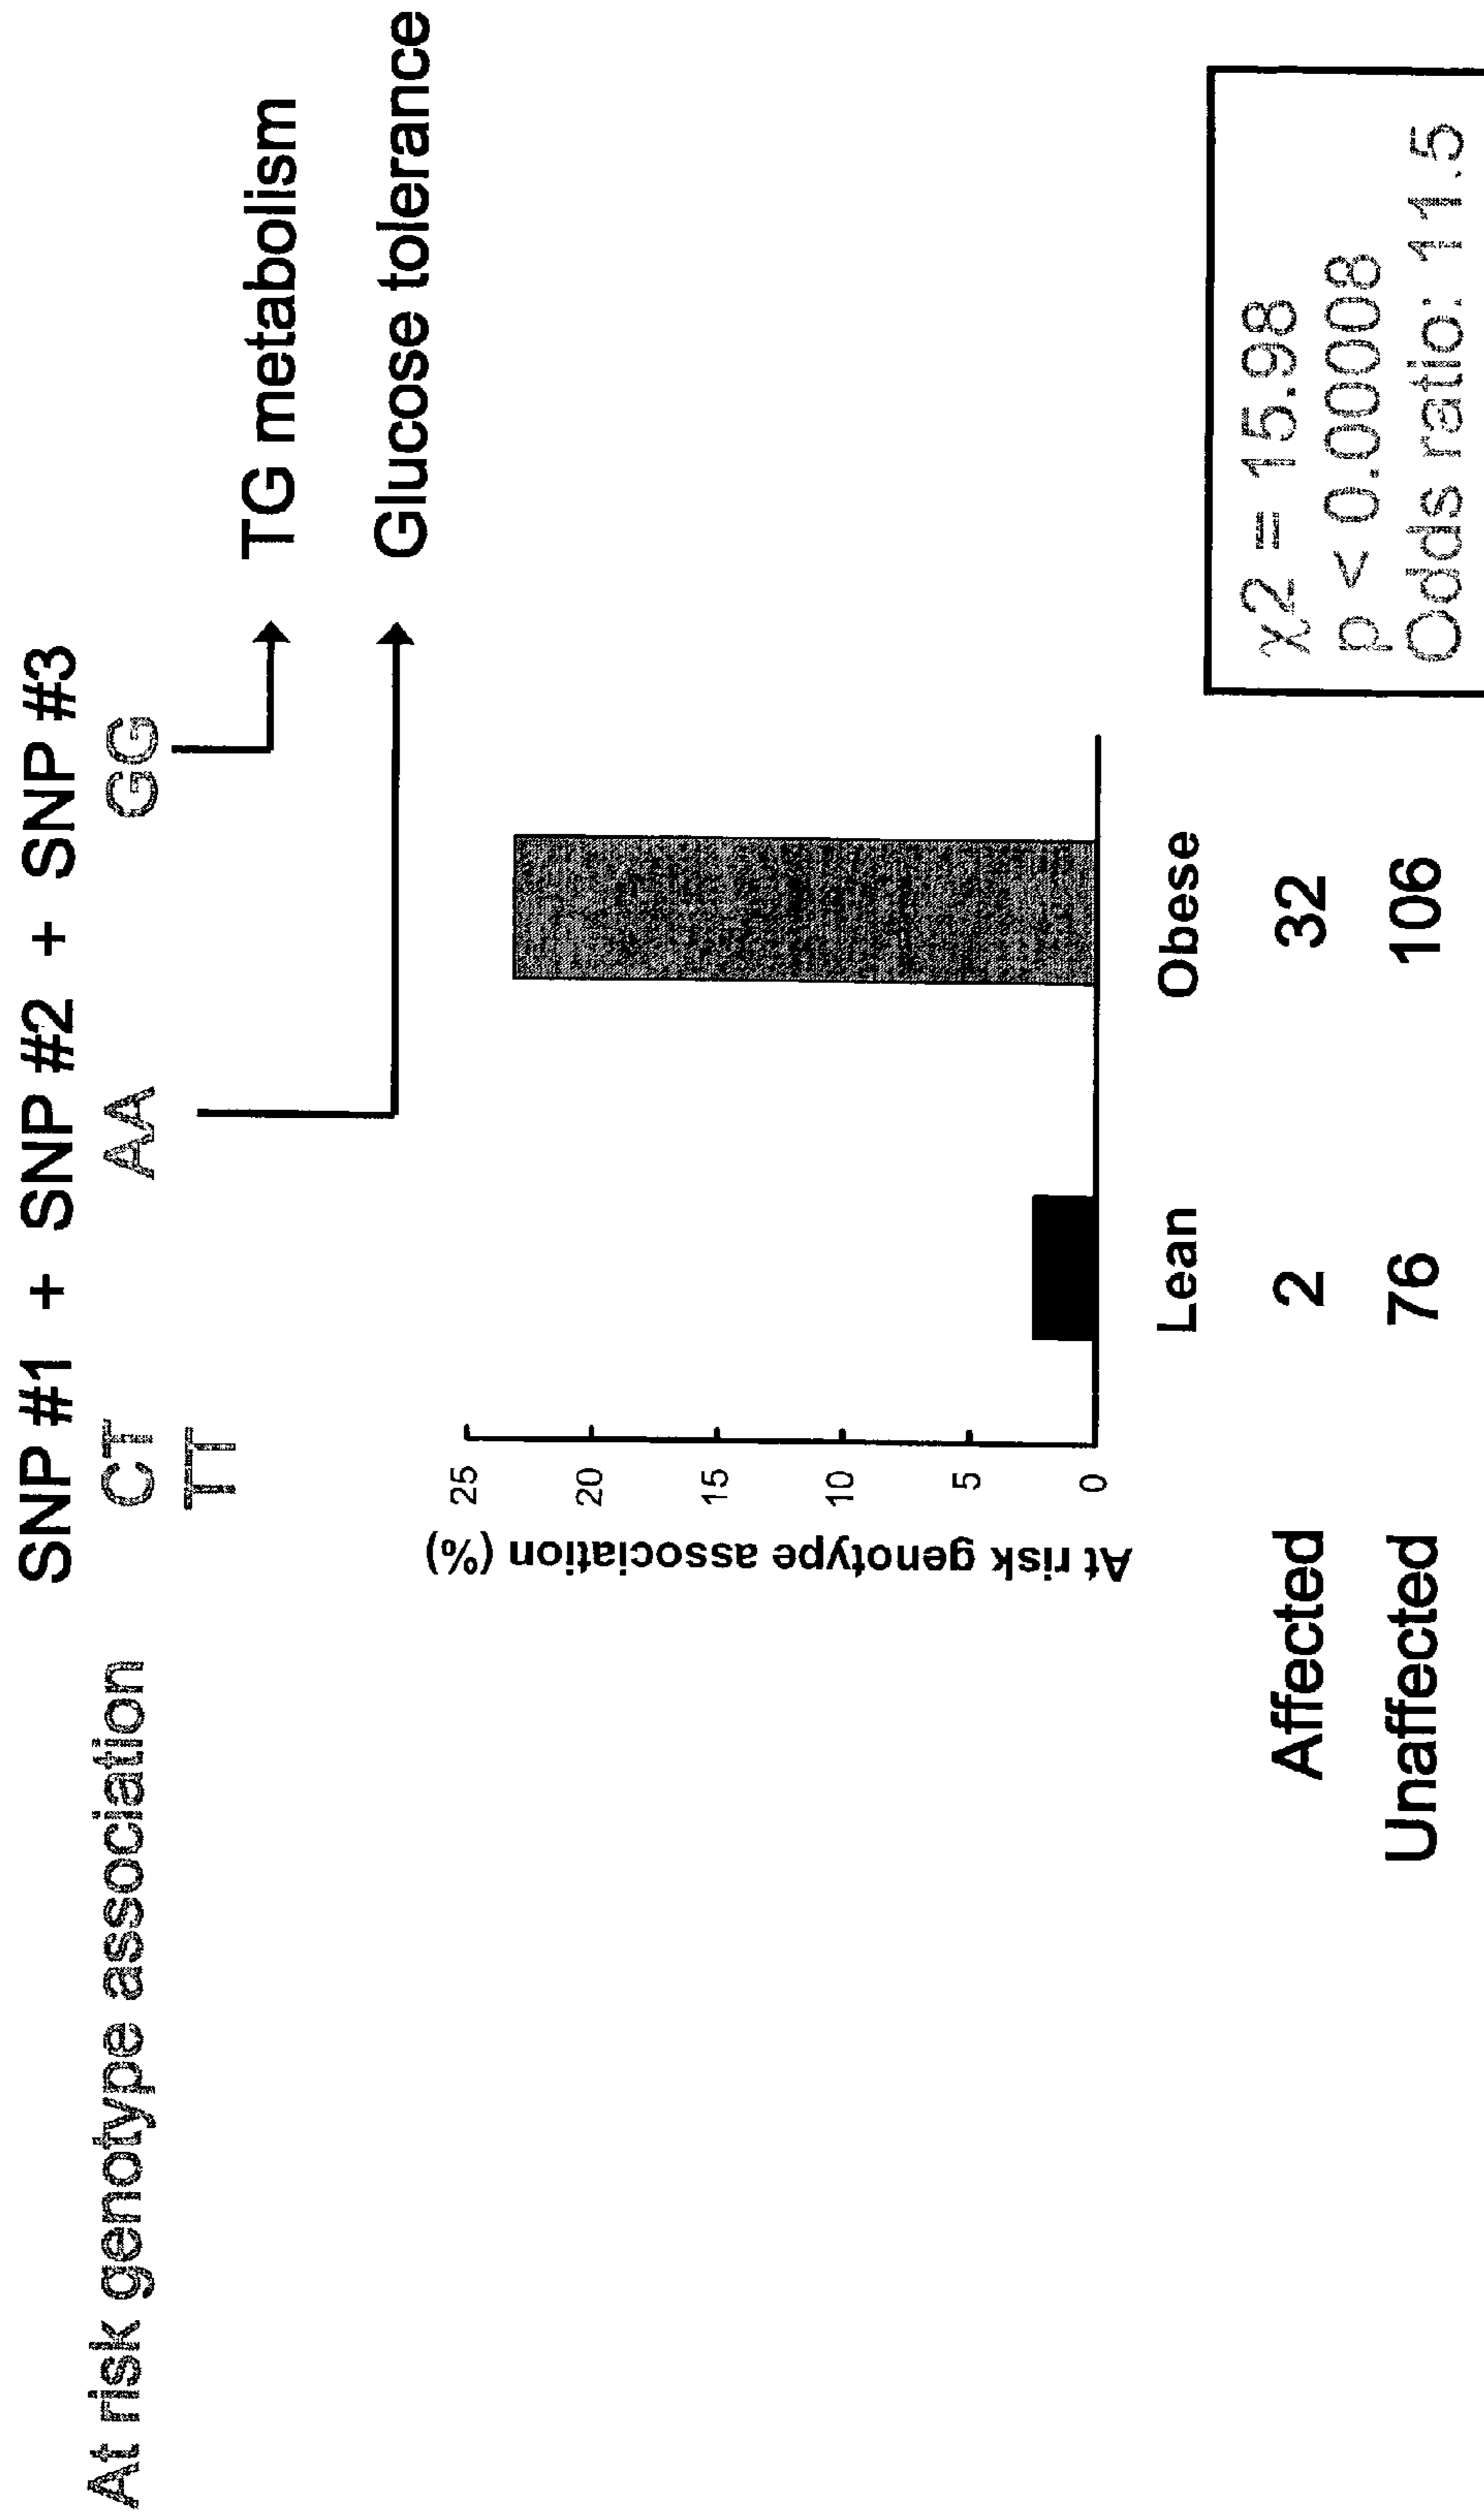 SNP #1 + SNP #2 + SNP #3
At risk genotype association CT AA GG
TT
TG metabolism
Glucose tolerance
At risk genotype association (%)
25
20
15
10
5
0
Lean Obese
Affected 2 32
Unaffected 76 106
χ2 = 15.98
p < 0.00008
Odds ratio: 11.5